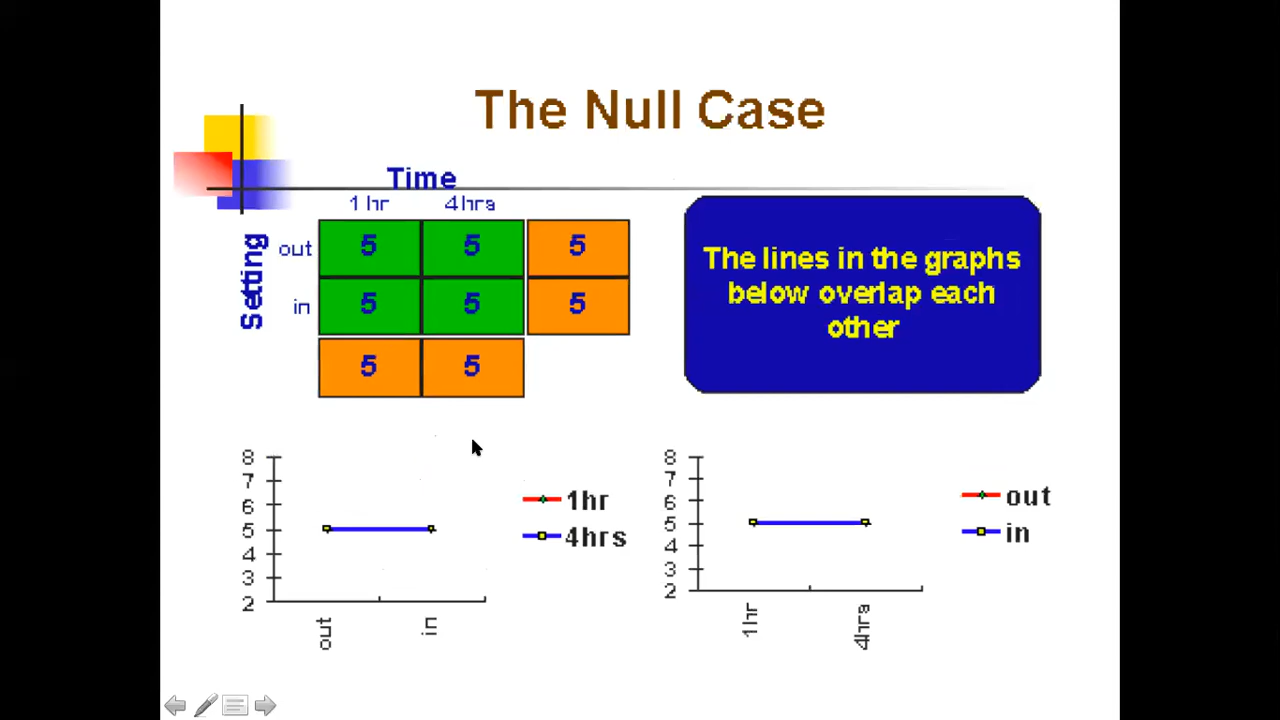 The Null Case
Time
1 hr 4 hrs
Setting
out 5 5 5
in 5 5 5
5 5
The lines in the graphs
below overlap each
other
8
7
6
5
4
3
2
out in
1hr
4hrs
8
7
6
5
4
3
2
1hr 4hrs
out
in